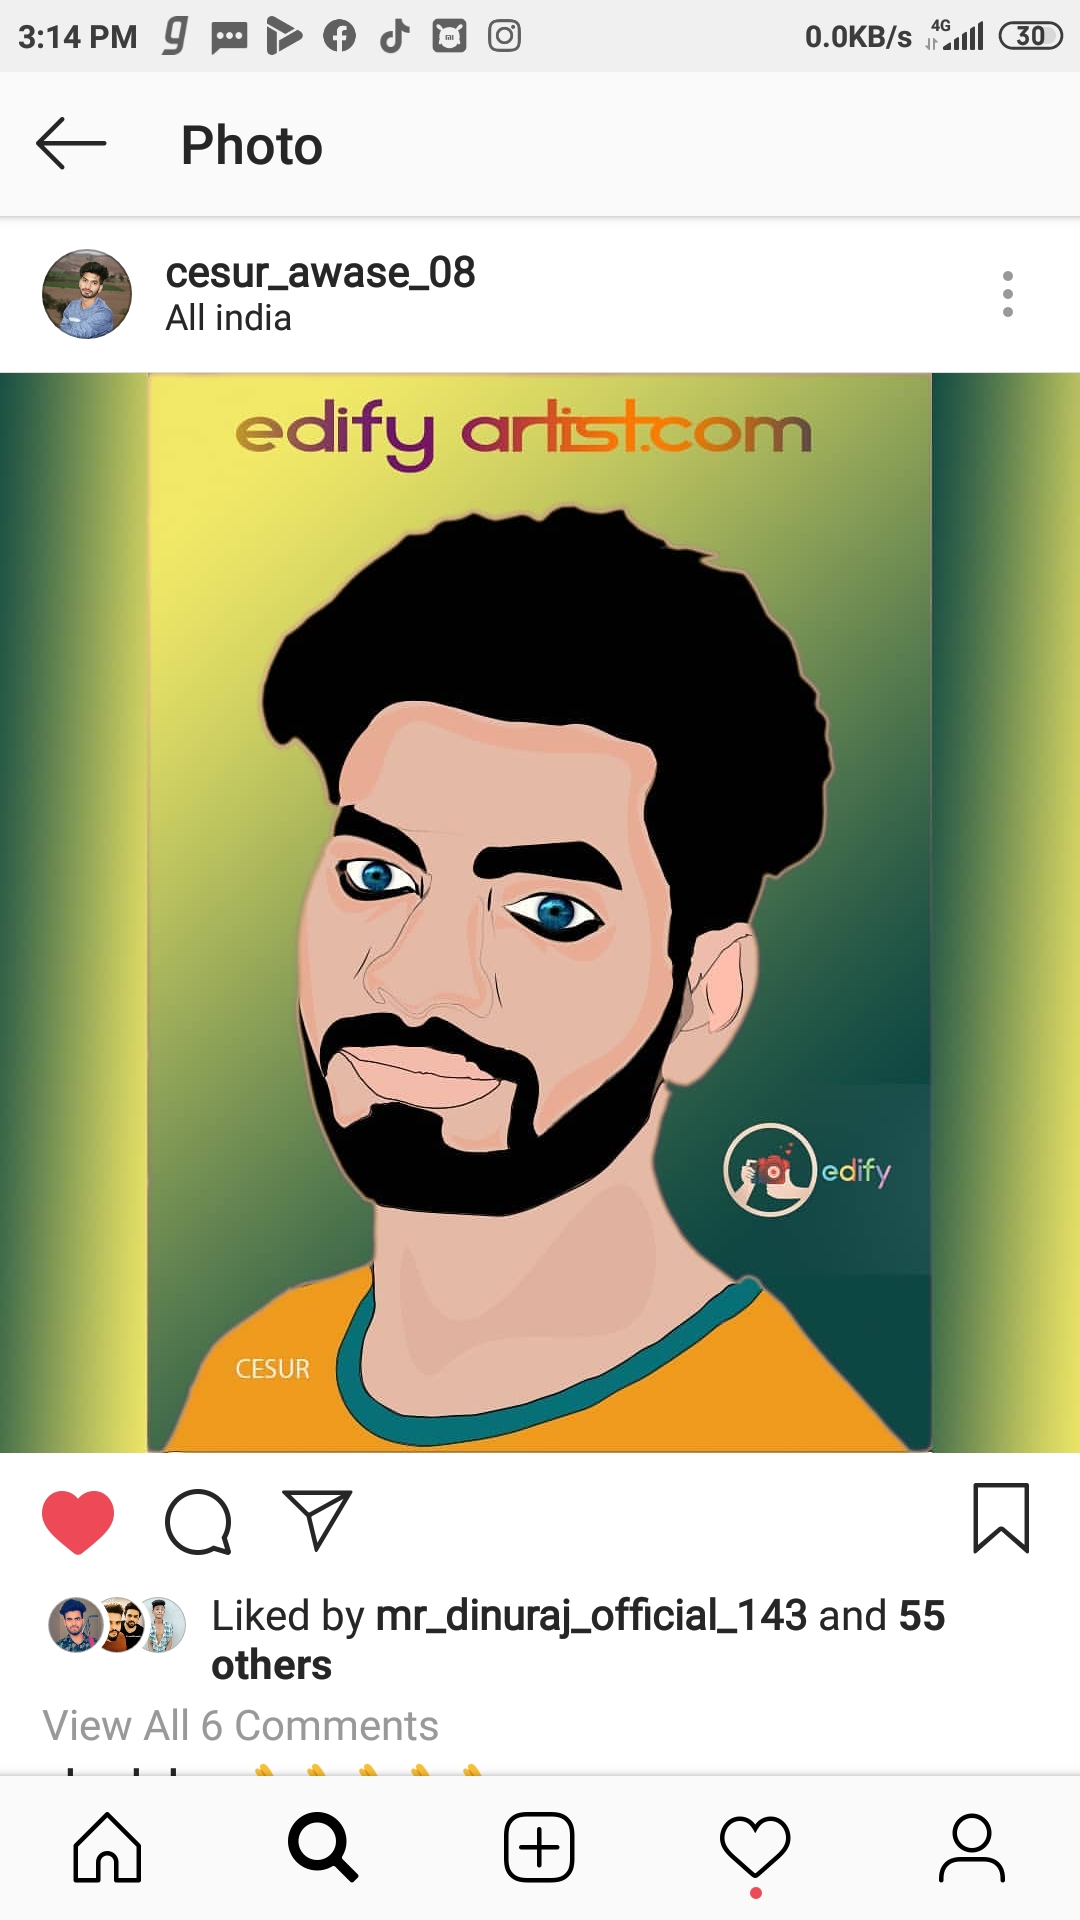 3:14 PM
0.0KB/s 4G 30
Photo
cesur_awase_08
All india
edify artist.com
edify
CESUR
Liked by mr_dinuraj_official_143 and 55
others
View All 6 Comments